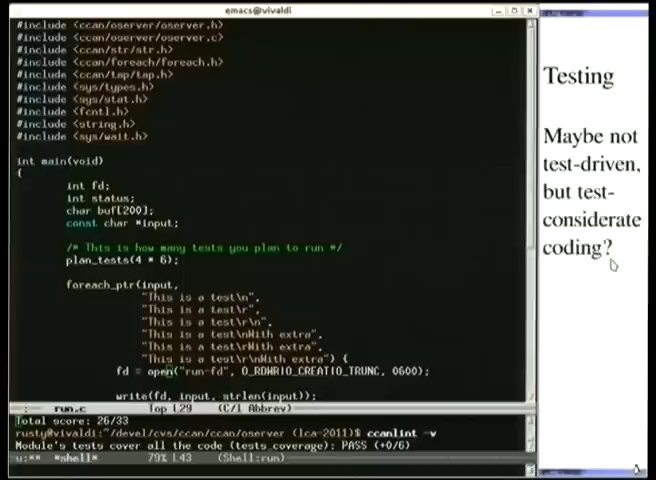 emacs@vivaldi
#include <ccan/oserver/oserver.h>
#include <ccan/oserver/oserver.c>
#include <ccan/str/str.h>
#include <ccan/foreach/foreach.h>
#include <ccan/tap/tap.h>
#include <sys/types.h>
#include <sys/stat.h>
#include <fcntl.h>
#include <string.h>
#include <sys/wait.h>
int main(void)
{
int fd;
int status;
char buf[200];
const char *input;
/* This is how many tests you plan to run */
plan_tests(4 * 6);
foreach_ptr(input,
"This is a test\n",
"This is a test\r",
"This is a test\r\n",
"This is a test\nWith extra",
"This is a test\rWith extra",
"This is a test\r\nWith extra") {
fd = open("run-fd", O_RDWR|O_CREAT|O_TRUNC, 0600);
write(fd, input, strlen(input));
run.c Top L29 (C/l Abbrev)
Total score: 26/33
rusty@vivaldi:~/devel/cvs/ccan/ccan/oserver (lca-2011)$ ccanlint -v
Module's tests cover all the code (tests_coverage): PASS (+0/6)
u:** *shell* 79% L43 (Shell:run)
Testing
Maybe not
test-driven,
but test-
considerate
coding?